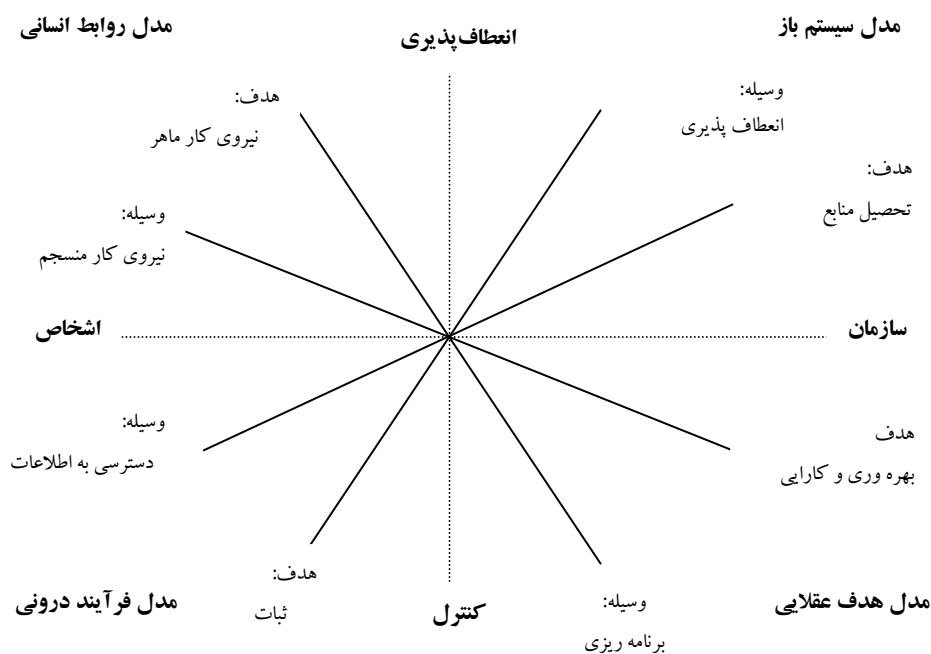 مدل سیستم باز
انعطاف‌پذیری
مدل روابط انسانی
وسیله:
انعطاف پذیری
هدف:
نیروی کار ماهر
هدف:
تحصیل منابع
وسیله:
نیروی کار منسجم
سازمان
اشخاص
هدف
بهره وری و کارایی
وسیله:
دسترسی به اطلاعات
مدل هدف عقلایی
وسیله:
برنامه ریزی
کنترل
هدف:
ثبات
مدل فرآیند درونی